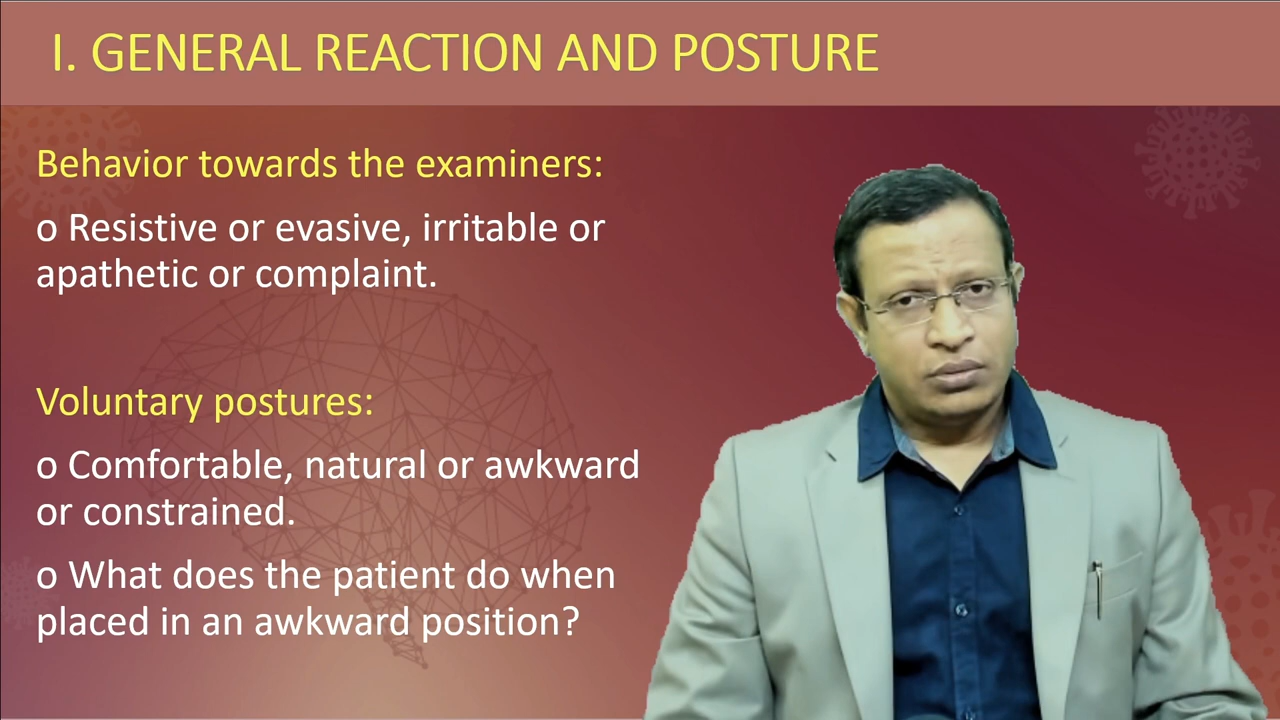 I. GENERAL REACTION AND POSTURE
Behavior towards the examiners:
o Resistive or evasive, irritable or
apathetic or complaint.
Voluntary postures:
o Comfortable, natural or awkward
or constrained.
o What does the patient do when
placed in an awkward position?